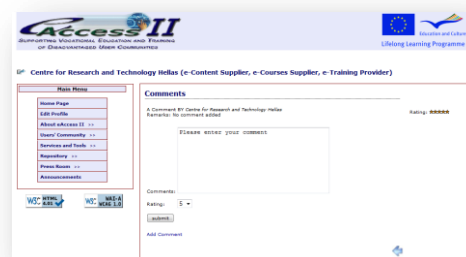 eAccess II
SUPPORTING VOCATIONAL EDUCATION AND TRAINING
OF DISADVANTAGED USER COMMUNITIES
Education and Culture
Lifelong Learning Programme
Centre for Research and Technology Hellas (e-Content Supplier, e-Courses Supplier, e-Training Provider)
Main Menu
Home Page
Edit Profile
About eAccess II >>
Users' Community >>
Services and Tools >>
Repository >>
Press Room >>
Announcements
W3C HTML 4.01
W3C WAI-A WCAG 1.0
Comments
A Comment BY Centre for Research and Technology Hellas
Remarks: No comment added
Rating:
Please enter your comment
Comments:
Rating: 5
submit
Add Comment